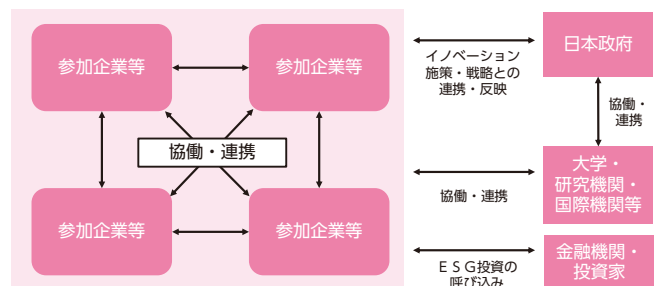 参加企業等
参加企業等
協働・連携
参加企業等
参加企業等
イノベーション
施策・戦略との
連携・反映
日本政府
協働・
連携
協働・連携
大学・
研究機関・
国際機関等
ESG投資の
呼び込み
金融機関・
投資家